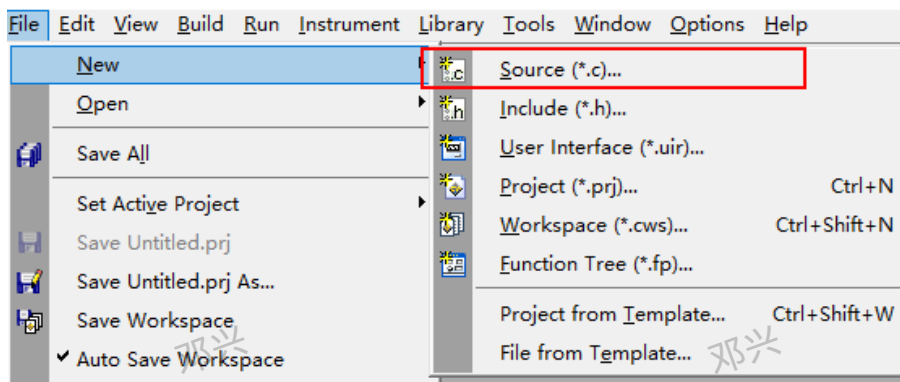 File Edit View Build Run Instrument Library Tools Window Options Help
New
Open
Save All
Set Active Project
Save Untitled.prj
Save Untitled.prj As...
Save Workspace
Auto Save Workspace
.c Source (*.c)...
.h Include (*.h)...
User Interface (*.uir)...
Project (*.prj)... Ctrl+N
Workspace (*.cws)... Ctrl+Shift+N
Function Tree (*.fp)...
Project from Template... Ctrl+Shift+W
File from Template...
邓兴
邓兴